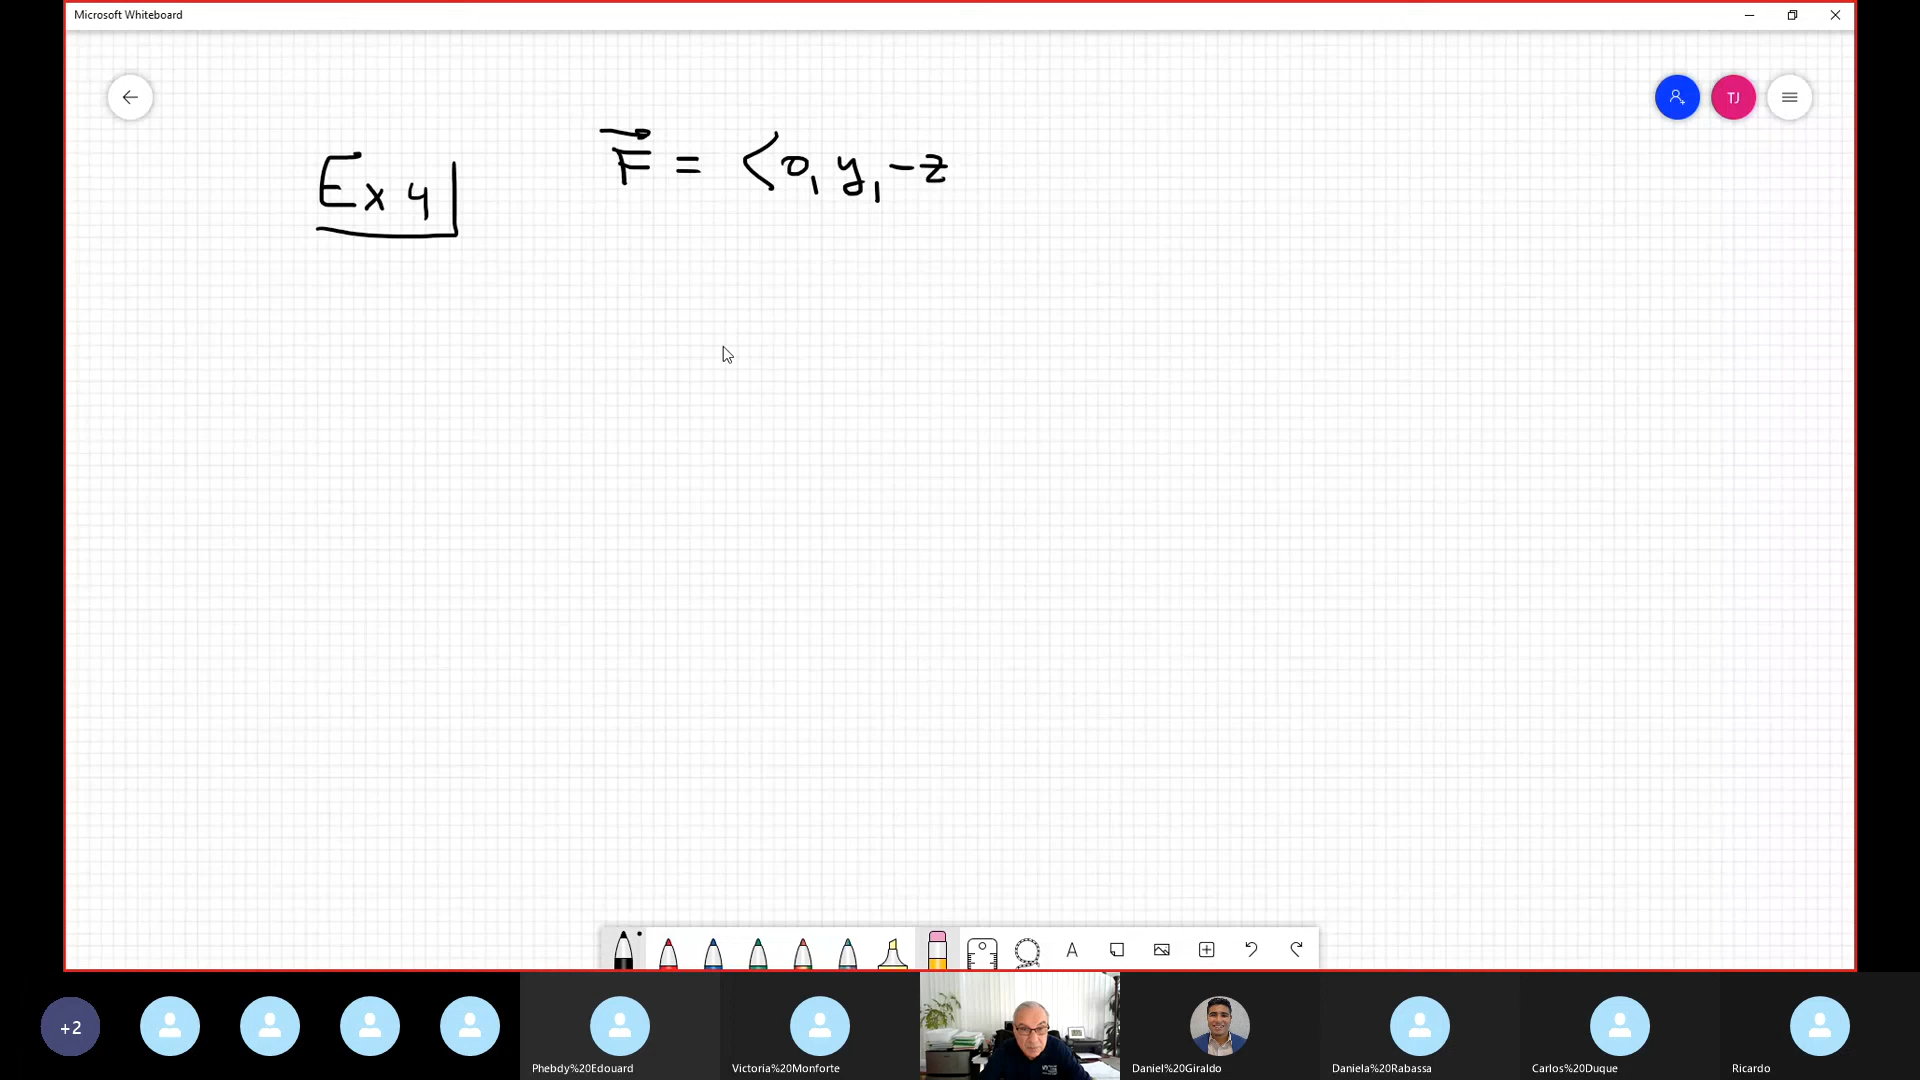 Microsoft Whiteboard
TJ
Ex 4
F = <0, y, -z
A
+2
Phebdy%20Edouard
Victoria%20Monforte
Daniel%20Giraldo
Daniela%20Rabassa
Carlos%20Duque
Ricardo